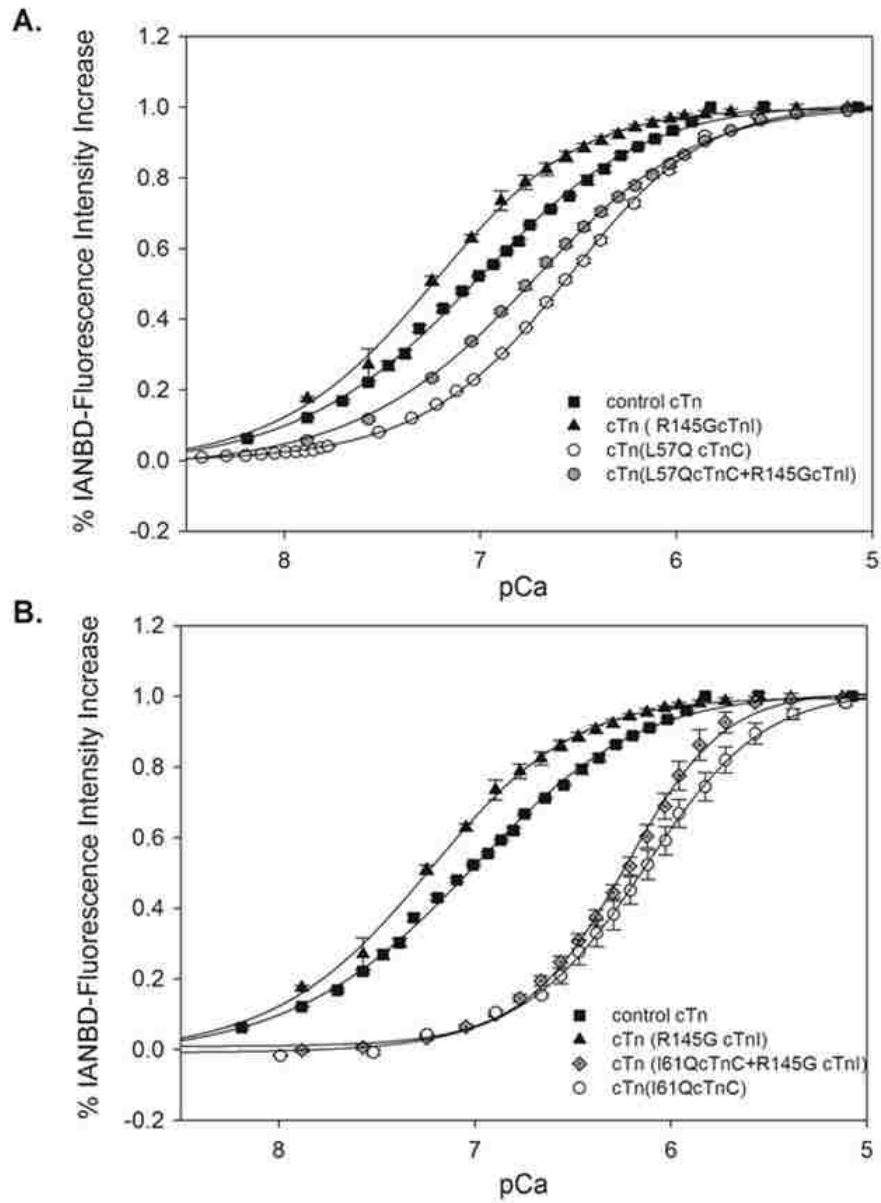 A.
% IANBD-Fluorescence Intensity Increase
1.2
1.0
0.8
0.6
0.4
0.2
0.0
-0.2
control cTn
cTn ( R145GcTnI)
cTn(L57Q cTnC)
cTn(L57QcTnC+R145GcTnI)
8
7
6
5
pCa
B.
% IANBD-Fluorescence Intensity Increase
1.2
1.0
0.8
0.6
0.4
0.2
0.0
-0.2
control cTn
cTn (R145G cTnI)
cTn (I61QcTnC+R145G cTnI)
cTn(I61QcTnC)
8
7
6
5
pCa